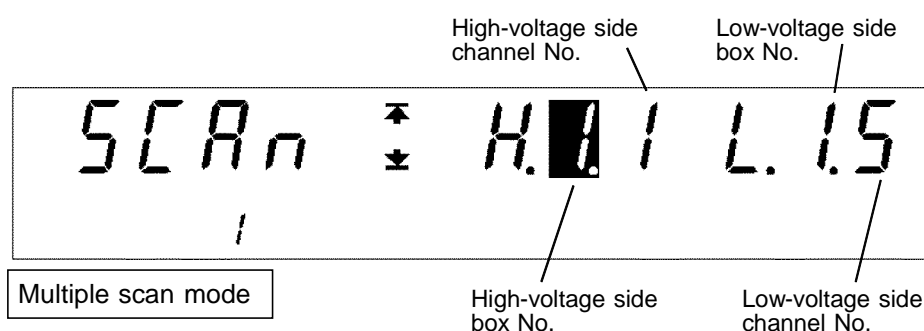 High-voltage side
channel No.
Low-voltage side
box No.
SCAn H.1.1 L.1.5
1
Multiple scan mode
High-voltage side
box No.
Low-voltage side
channel No.